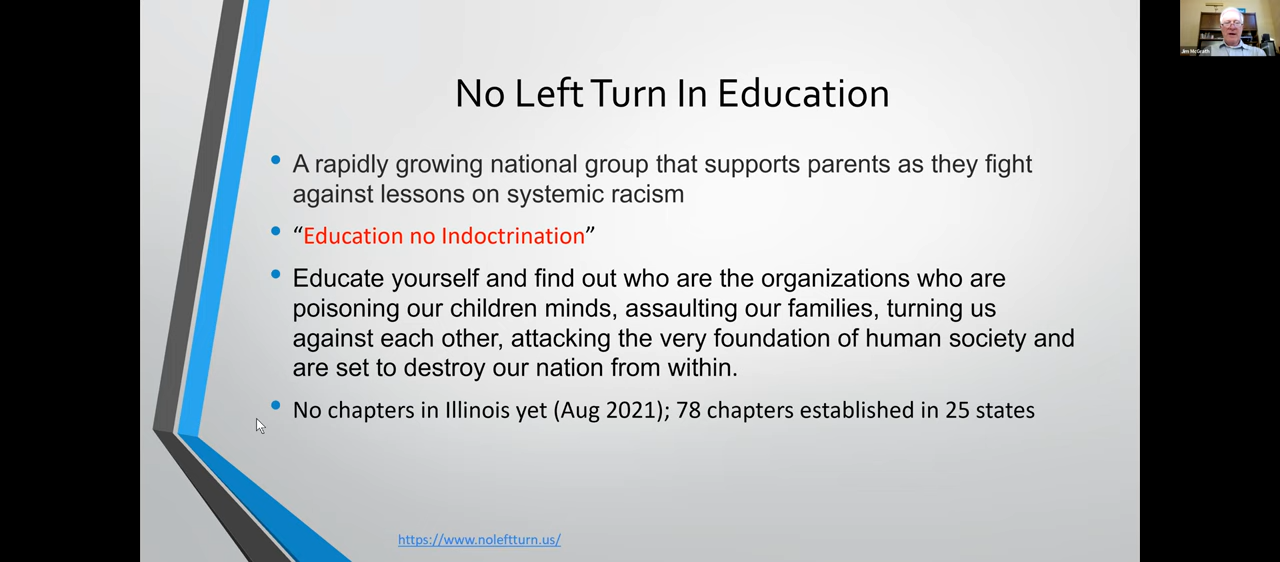 No Left Turn In Education
• A rapidly growing national group that supports parents as they fight
against lessons on systemic racism
• “Education no Indoctrination”
• Educate yourself and find out who are the organizations who are
poisoning our children minds, assaulting our families, turning us
against each other, attacking the very foundation of human society and
are set to destroy our nation from within.
• No chapters in Illinois yet (Aug 2021); 78 chapters established in 25 states
https://www.noleftturn.us/
Jim McGrath